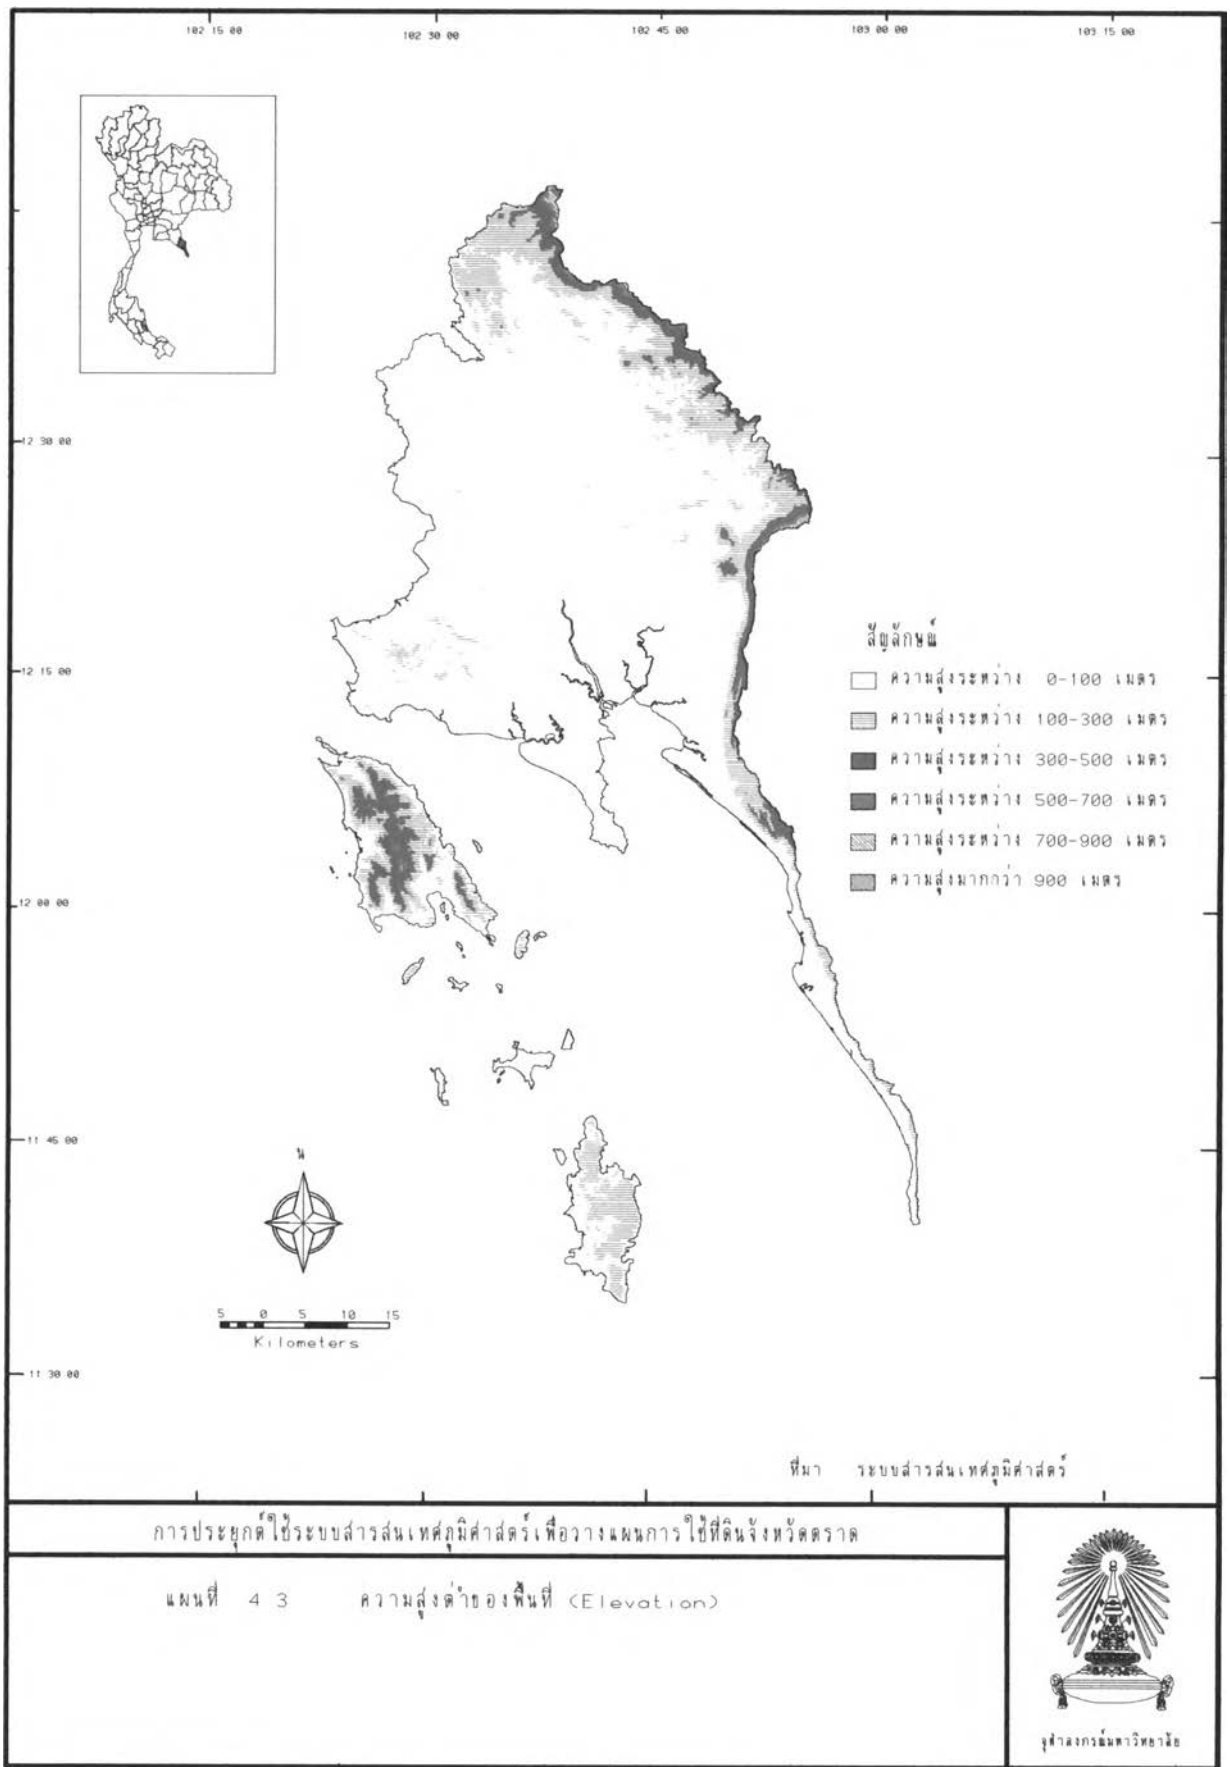 102 15 00
102 30 00
102 45 00
103 00 00
103 15 00
12 30 00
สัญลักษณ์
12 15 00
ความสูงระหว่าง 0-100 เมตร
ความสูงระหว่าง 100-300 เมตร
ความสูงระหว่าง 300-500 เมตร
ความสูงระหว่าง 500-700 เมตร
ความสูงระหว่าง 700-900 เมตร
ความสูงมากกว่า 900 เมตร
12 00 00
11 45 00
น
5 0 5 10 15
Kilometers
11 30 00
ที่มา ระบบสารสนเทศภูมิศาสตร์
การประยุกต์ใช้ระบบสารสนเทศภูมิศาสตร์เพื่อวางแผนการใช้ที่ดินจังหวัดตราด
แผนที่ 4 3 ความสูงต่ำของพื้นที่ (Elevation)
จุฬาลงกรณ์มหาวิทยาลัย